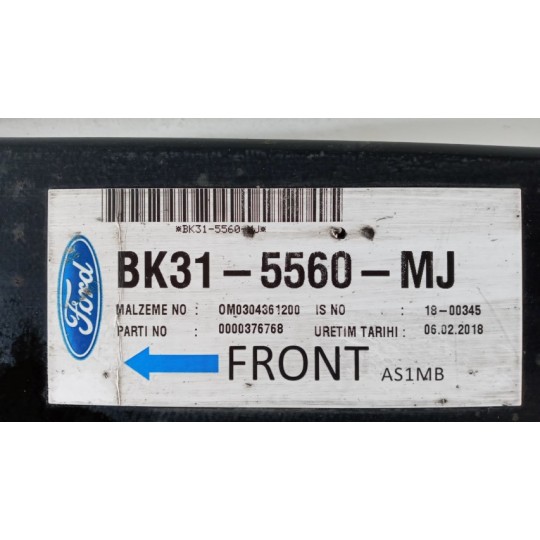 *BK31-5560-MJ*
Ford
BK31-5560-MJ
MALZEME NO : OM0304361200 IS NO : 18-00345
PARTI NO : 0000376768 URETIM TARIHI : 06.02.2018
FRONT AS1MB